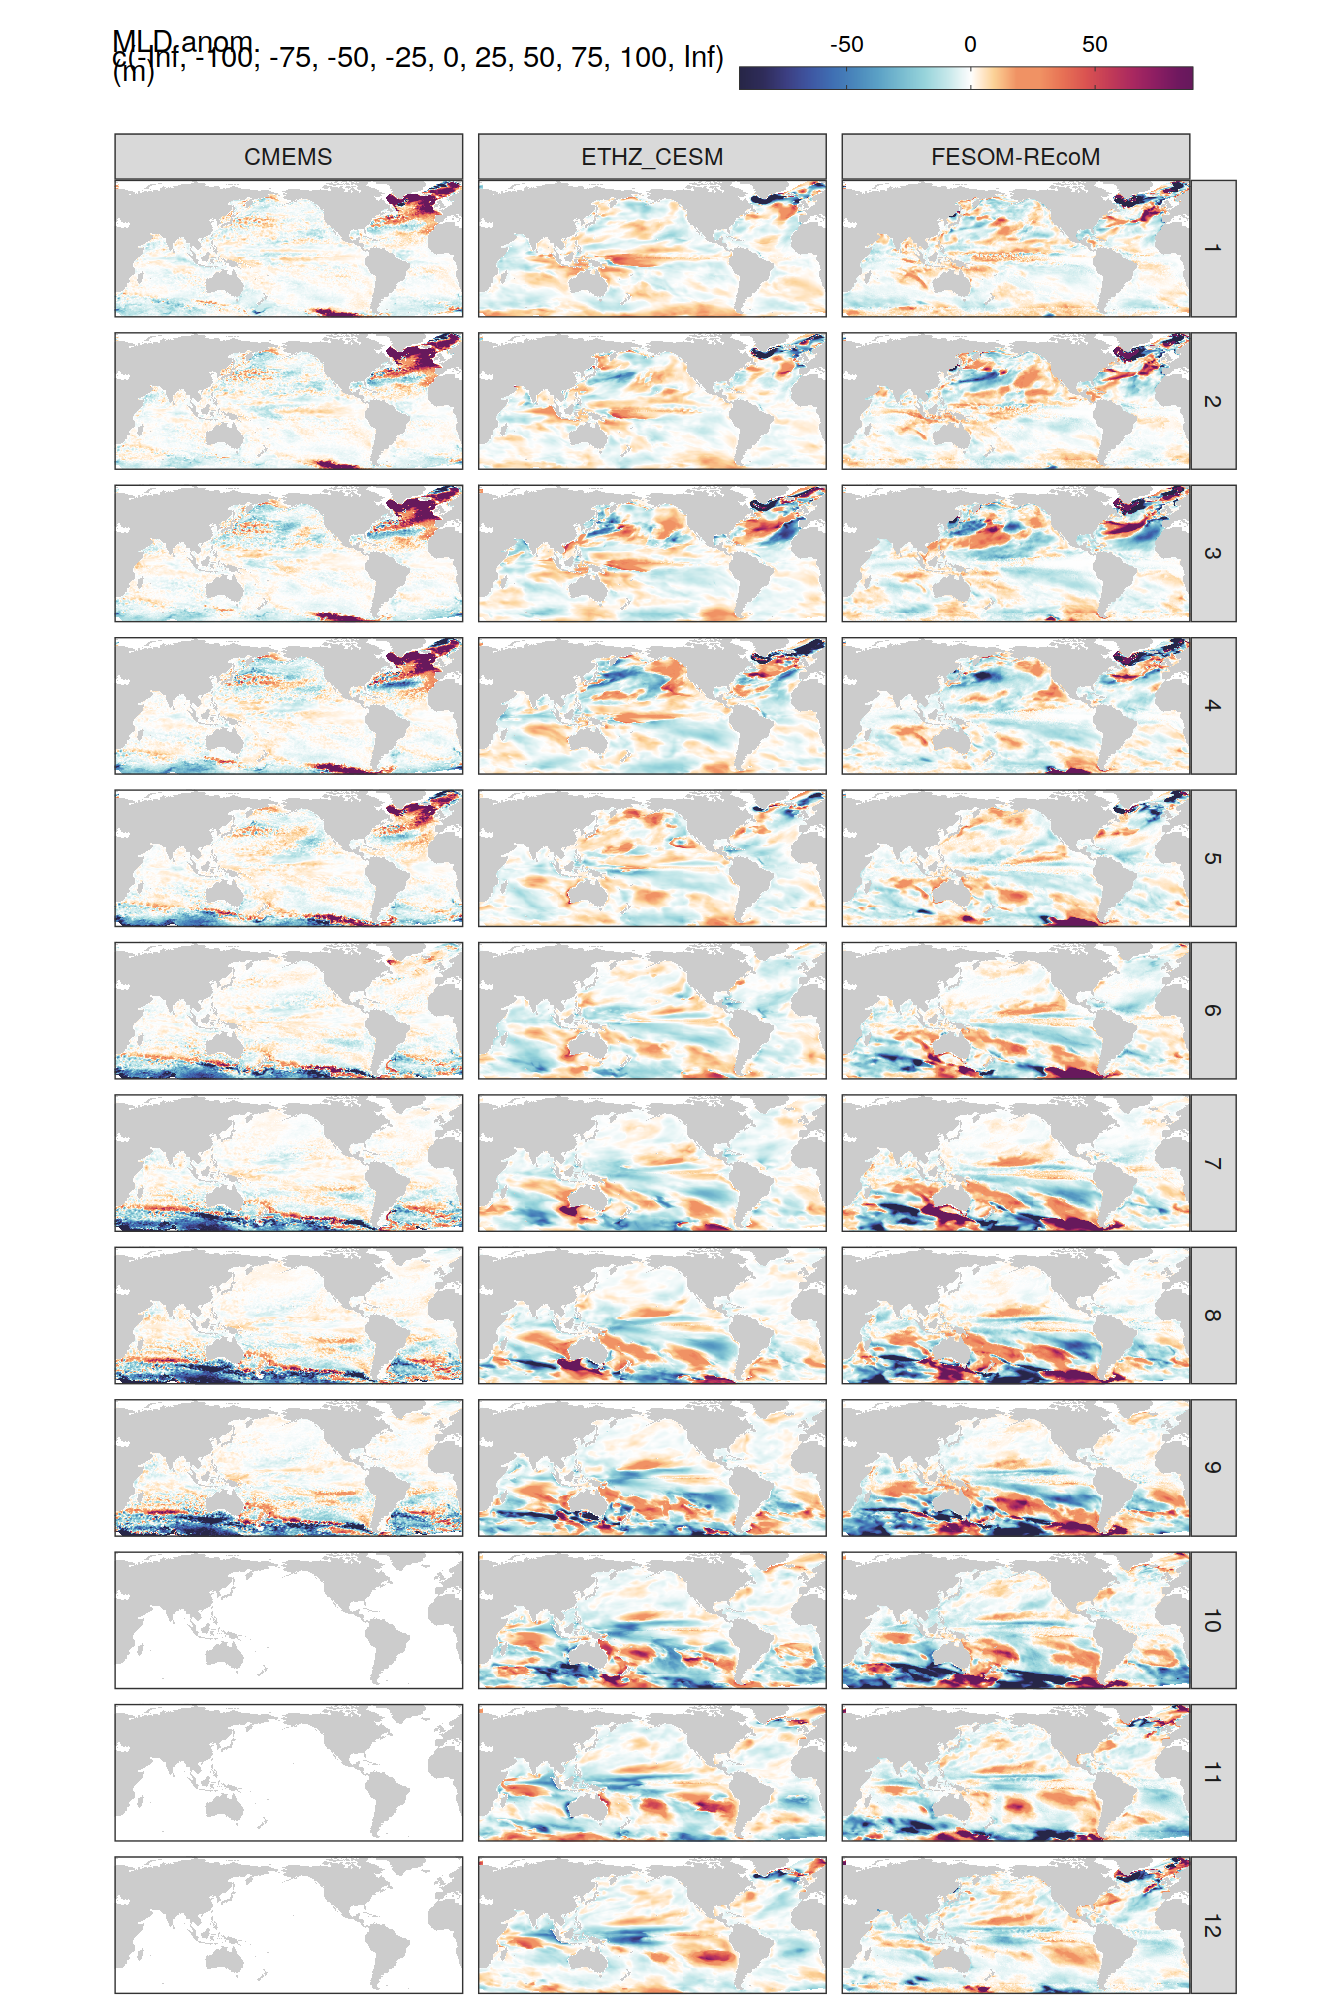 MLD anom.
c(-Inf, -100, -75, -50, -25, 0, 25, 50, 75, 100, Inf)
(m)
-50 0 50
CMEMS ETHZ_CESM FESOM-REcoM
1
2
3
4
5
6
7
8
9
10
11
12